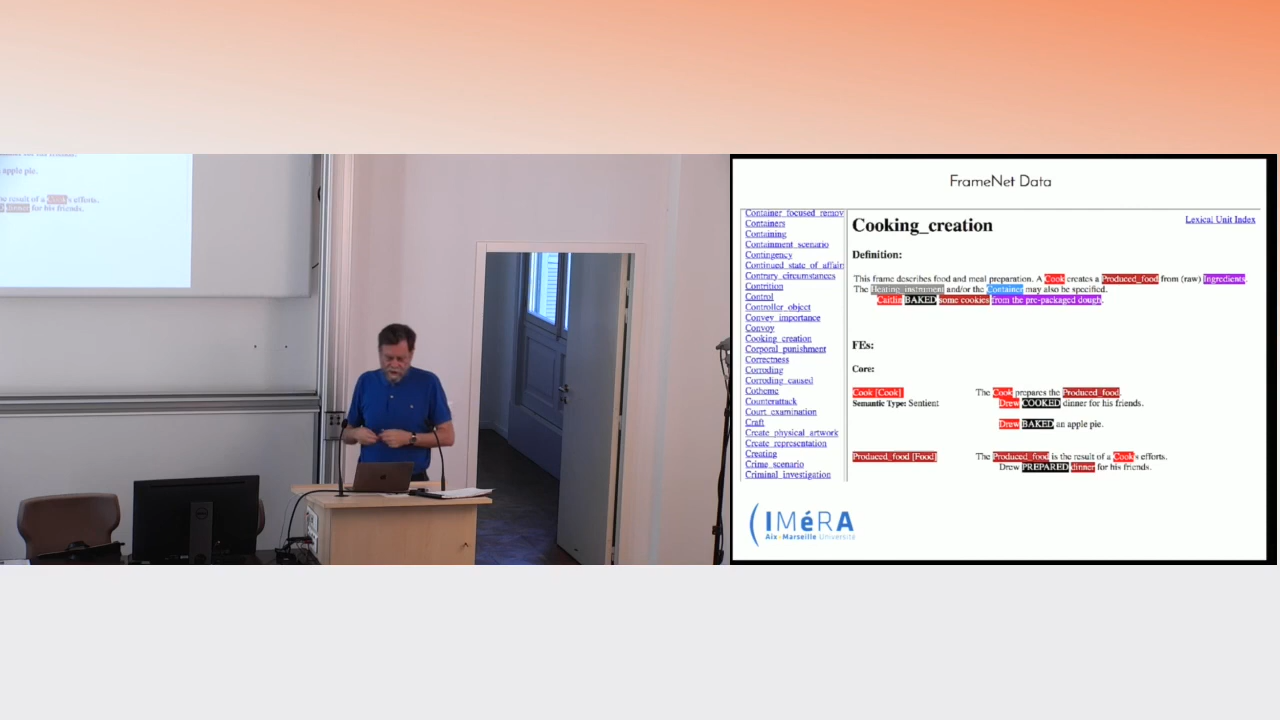 apple pie.
e result of a Cook's efforts.
D dinner for his friends.
DELL
FrameNet Data
Container_focused_remov
Containers
Containing
Containment_scenario
Contingency
Continued_state_of_affairs
Contrary_circumstances
Contrition
Control
Controller_object
Convey_importance
Convoy
Cooking_creation
Corporal_punishment
Correctness
Corroding
Corroding_caused
Cotheme
Counterattack
Court_examination
Craft
Create_physical_artwork
Create_representation
Creating
Crime_scenario
Criminal_investigation
Cooking_creation
Lexical Unit Index
Definition:
This frame describes food and meal preparation. A Cook creates a Produced_food from (raw) Ingredients.
The Heating_instrument and/or the Container may also be specified.
Caitlin BAKED some cookies from the pre-packaged dough.
FEs:
Core:
Cook [Cook] The Cook prepares the Produced_food.
Semantic Type: Sentient Drew COOKED dinner for his friends.
Drew BAKED an apple pie.
Produced_food [Food] The Produced_food is the result of a Cook's efforts.
Drew PREPARED dinner for his friends.
IMéRA
Aix·Marseille Université